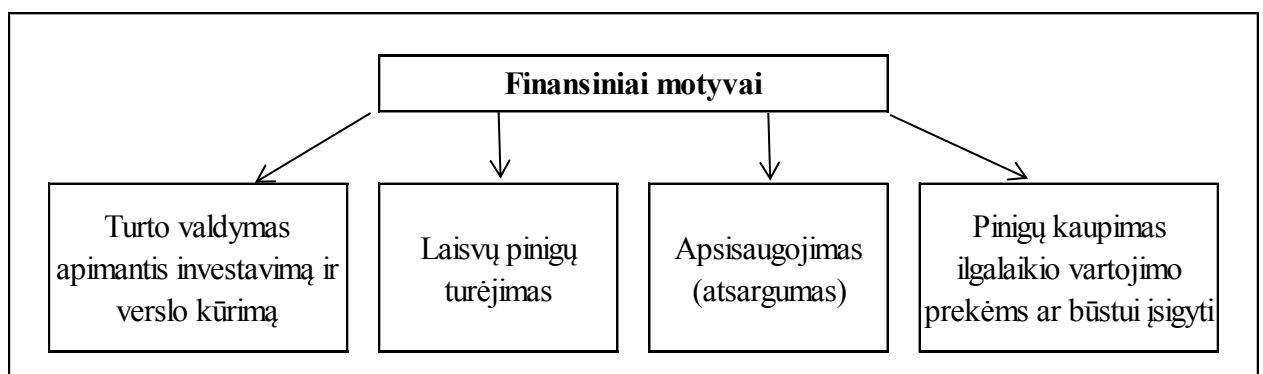 Finansiniai motyvai
Turto valdymas
apimantis investavimą ir
verslo kūrimą
Laisvų pinigų
turėjimas
Apsisaugojimas
(atsargumas)
Pinigų kaupimas
ilgalaikio vartojimo
prekėms ar būstui įsigyti